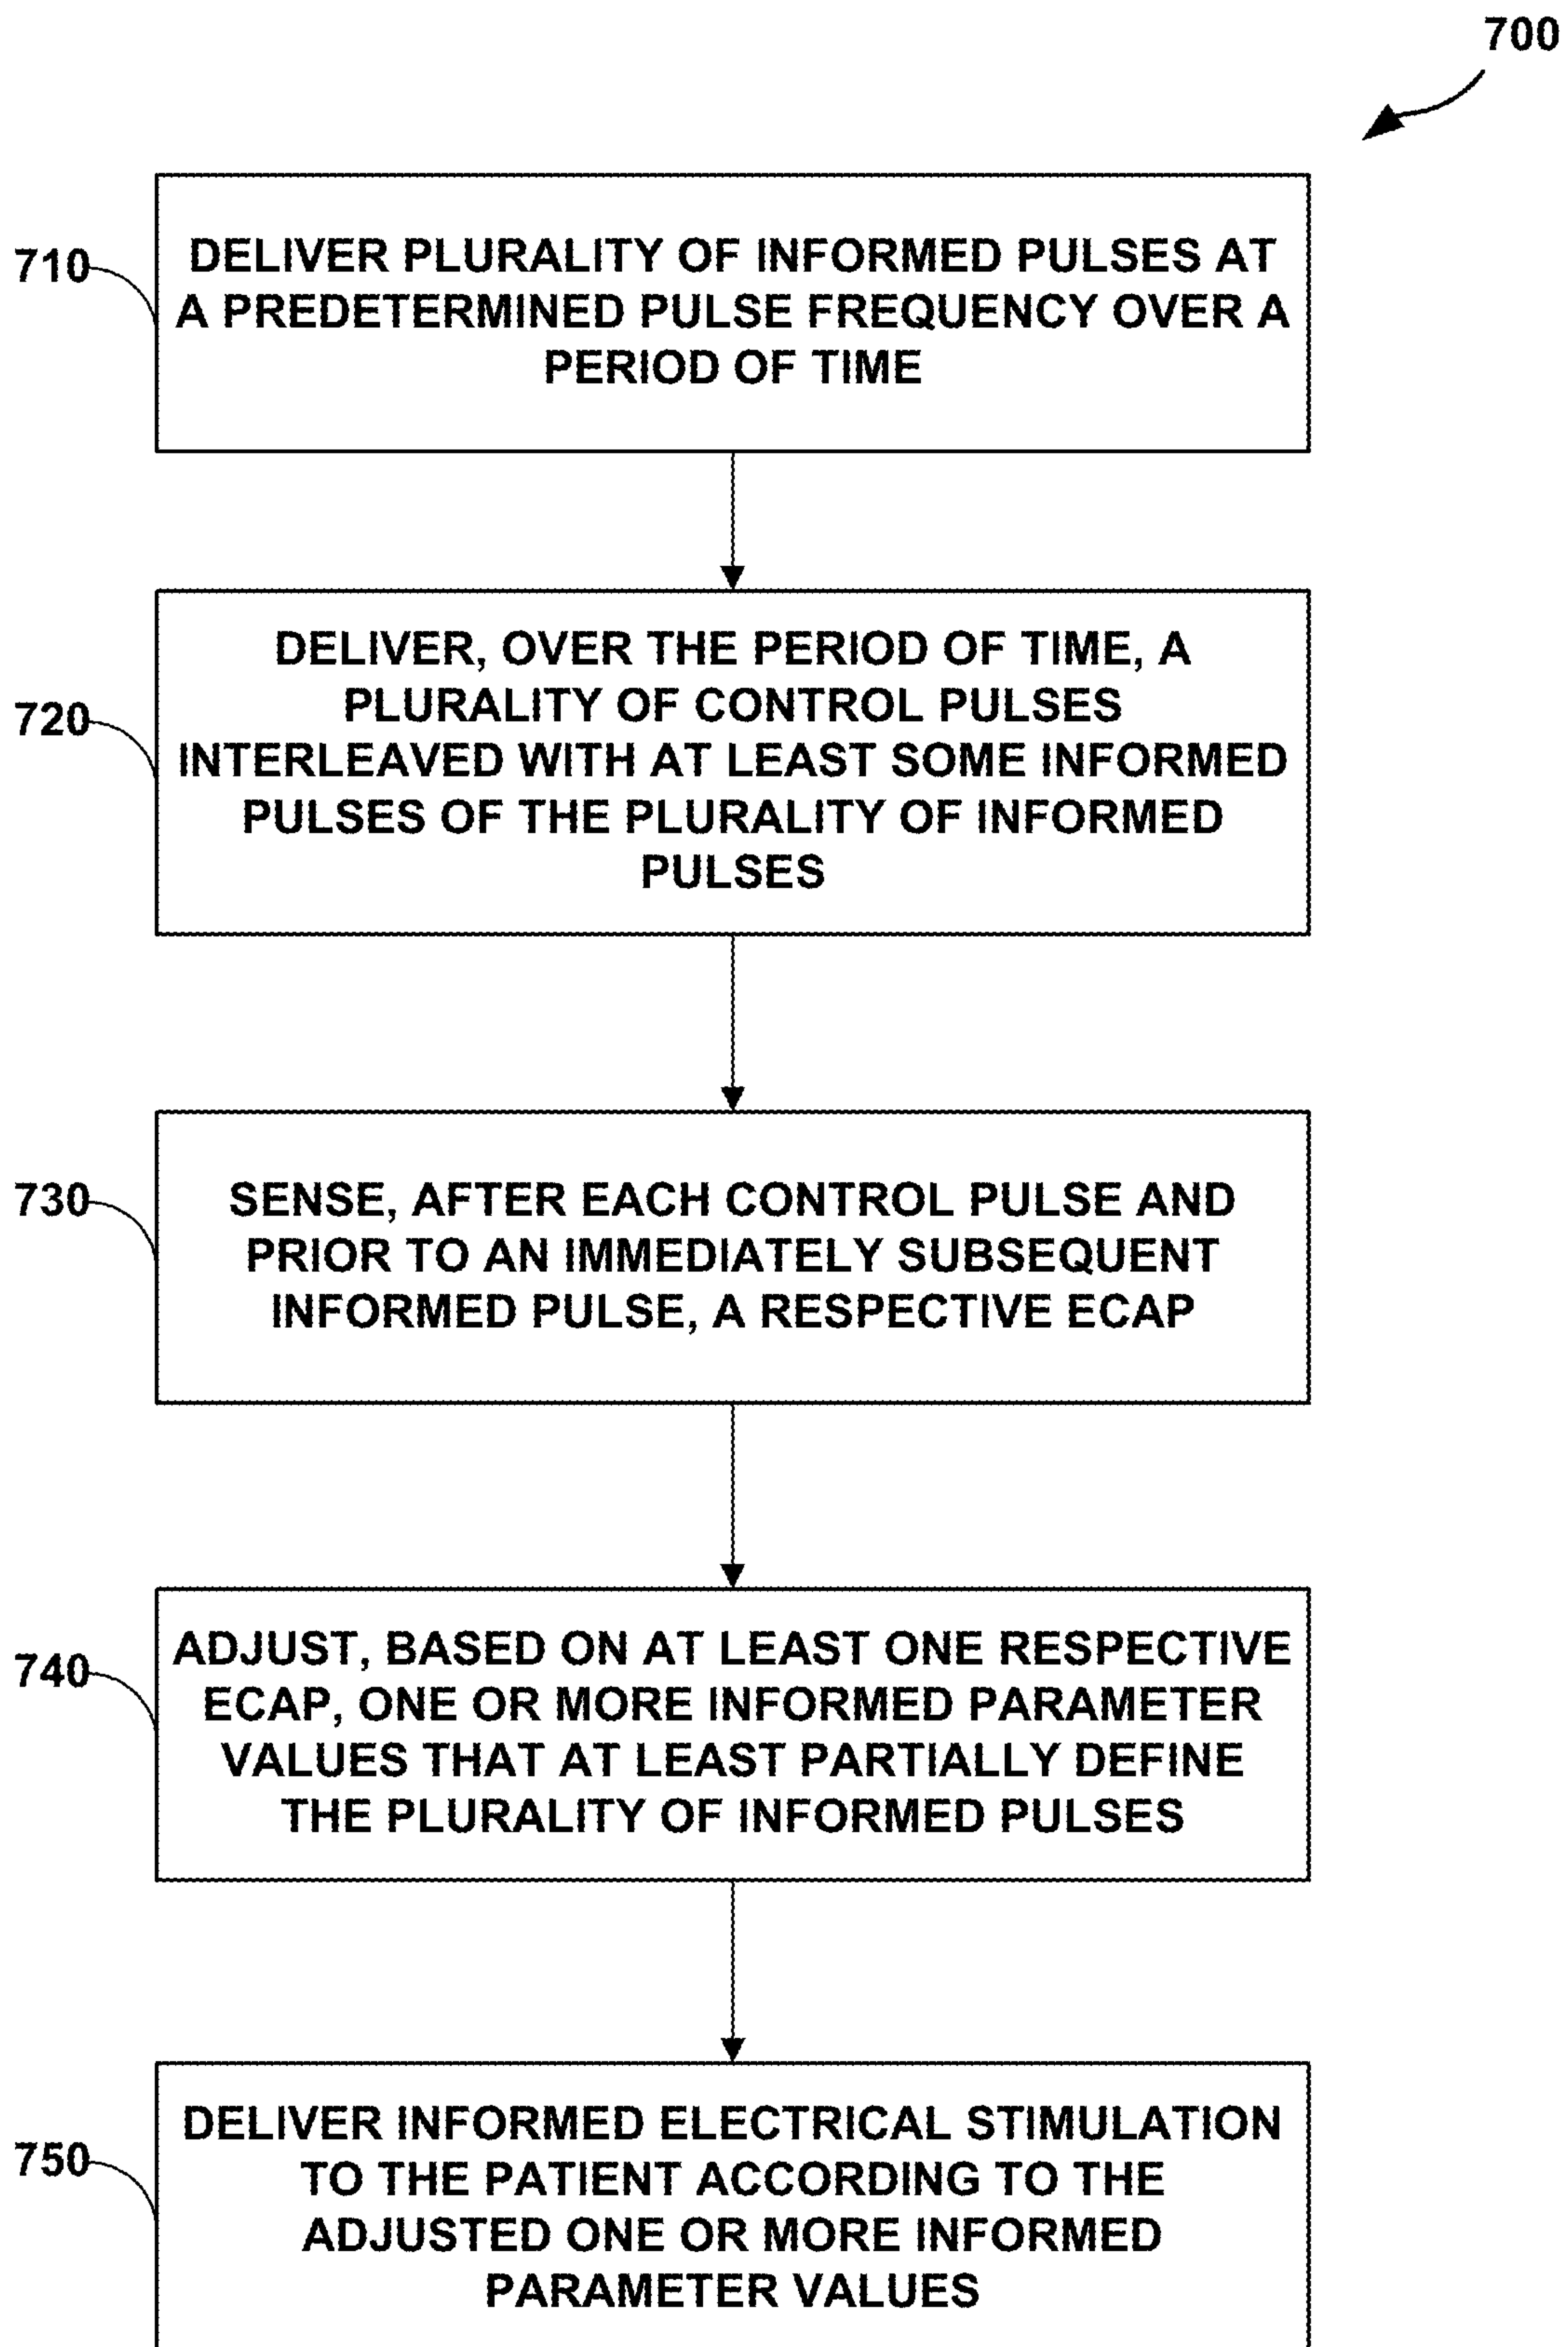 700
710
DELIVER PLURALITY OF INFORMED PULSES AT
A PREDETERMINED PULSE FREQUENCY OVER A
PERIOD OF TIME
720
DELIVER, OVER THE PERIOD OF TIME, A
PLURALITY OF CONTROL PULSES
INTERLEAVED WITH AT LEAST SOME INFORMED
PULSES OF THE PLURALITY OF INFORMED
PULSES
730
SENSE, AFTER EACH CONTROL PULSE AND
PRIOR TO AN IMMEDIATELY SUBSEQUENT
INFORMED PULSE, A RESPECTIVE ECAP
740
ADJUST, BASED ON AT LEAST ONE RESPECTIVE
ECAP, ONE OR MORE INFORMED PARAMETER
VALUES THAT AT LEAST PARTIALLY DEFINE
THE PLURALITY OF INFORMED PULSES
750
DELIVER INFORMED ELECTRICAL STIMULATION
TO THE PATIENT ACCORDING TO THE
ADJUSTED ONE OR MORE INFORMED
PARAMETER VALUES